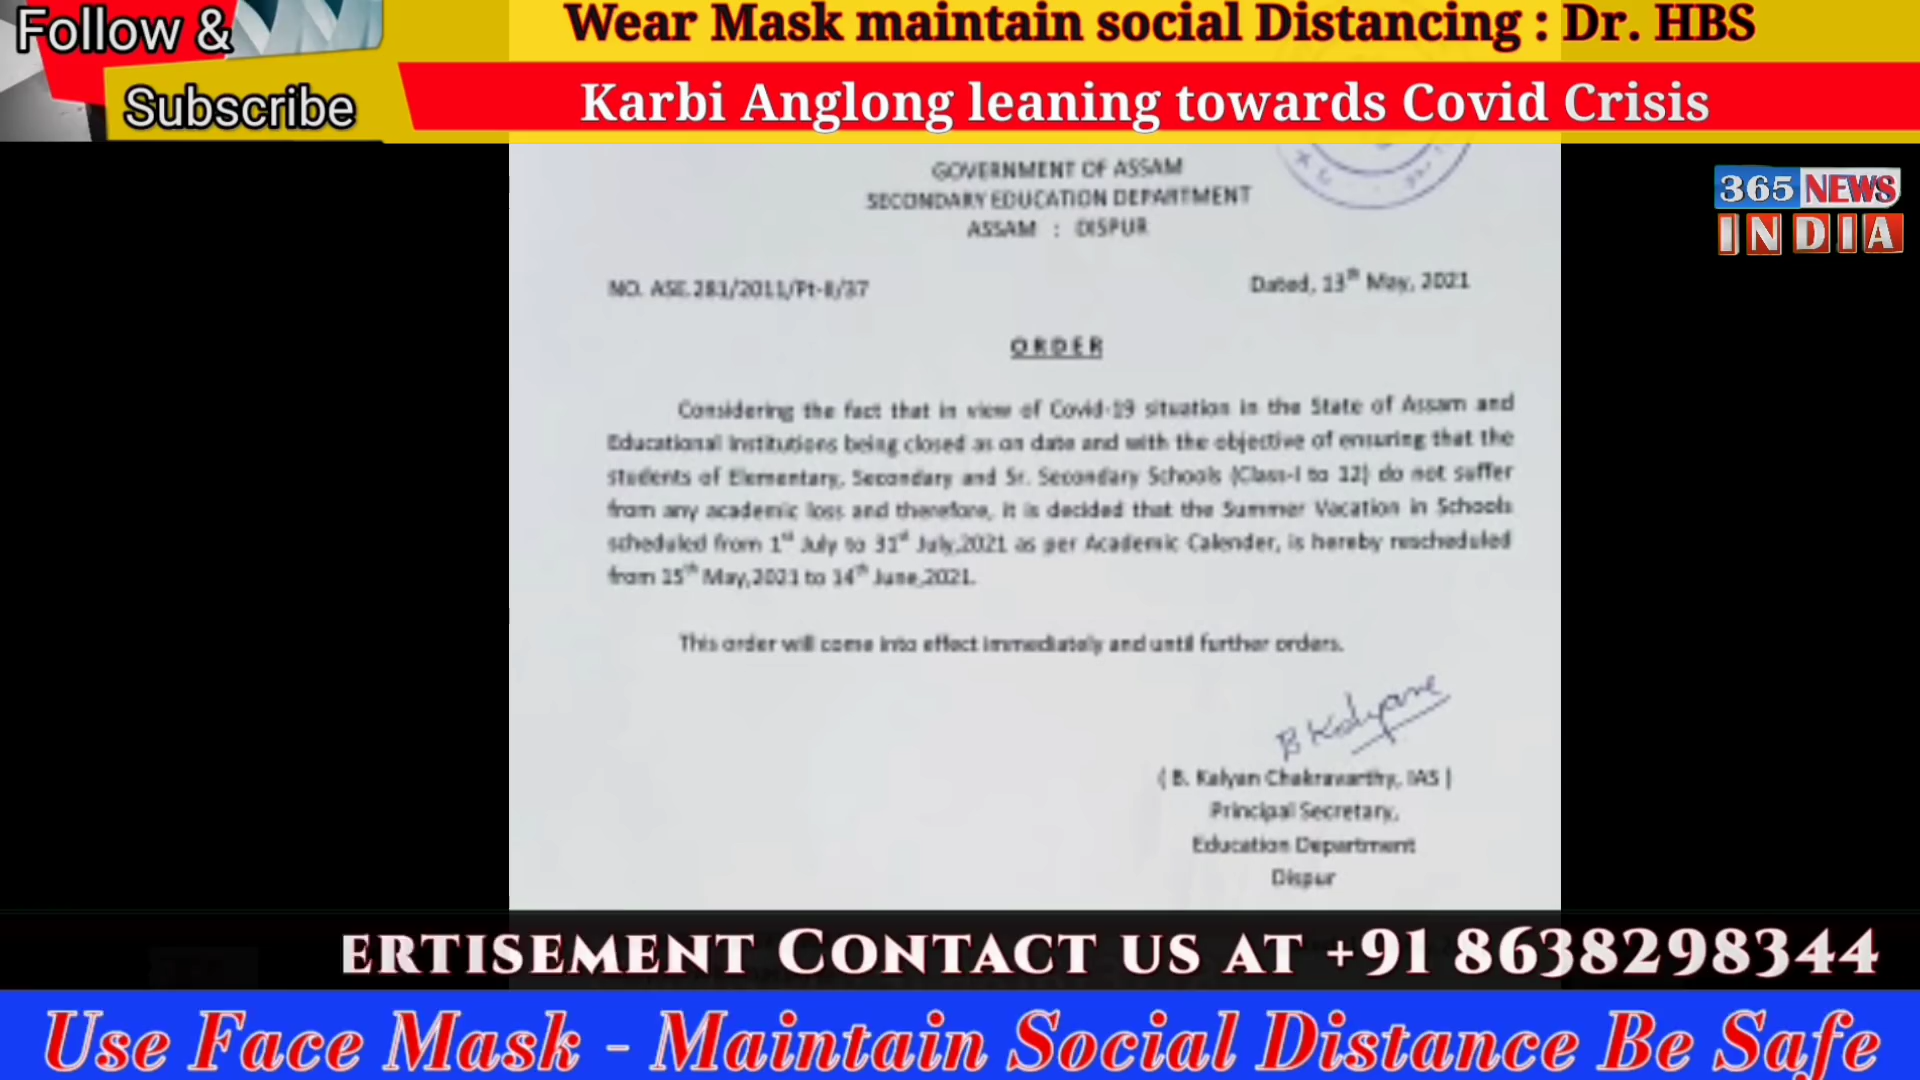 Follow &
Subscribe
Wear Mask maintain social Distancing : Dr. HBS
Karbi Anglong leaning towards Covid Crisis
365 NEWS
INDIA
GOVERNMENT OF ASSAM
SECONDARY EDUCATION DEPARTMENT
ASSAM : DISPUR
NO. ASE.281/2011/Pt-II/37
Dated, 13th May, 2021
ORDER
Considering the fact that in view of Covid-19 situation in the State of Assam and
Educational Institutions being closed as on date and with the objective of ensuring that the
students of Elementary, Secondary and Sr. Secondary Schools (Class-I to 12) do not suffer
from any academic loss and therefore, it is decided that the Summer Vacation in Schools
scheduled from 1st July to 31st July,2021 as per Academic Calender, is hereby rescheduled
from 15th May,2021 to 14th June,2021.
This order will come into effect immediately and until further orders.
B Kalyan
( B. Kalyan Chakravarthy, IAS )
Principal Secretary,
Education Department
Dispur
ERTISEMENT CONTACT US AT +91 8638298344
Use Face Mask - Maintain Social Distance Be Safe